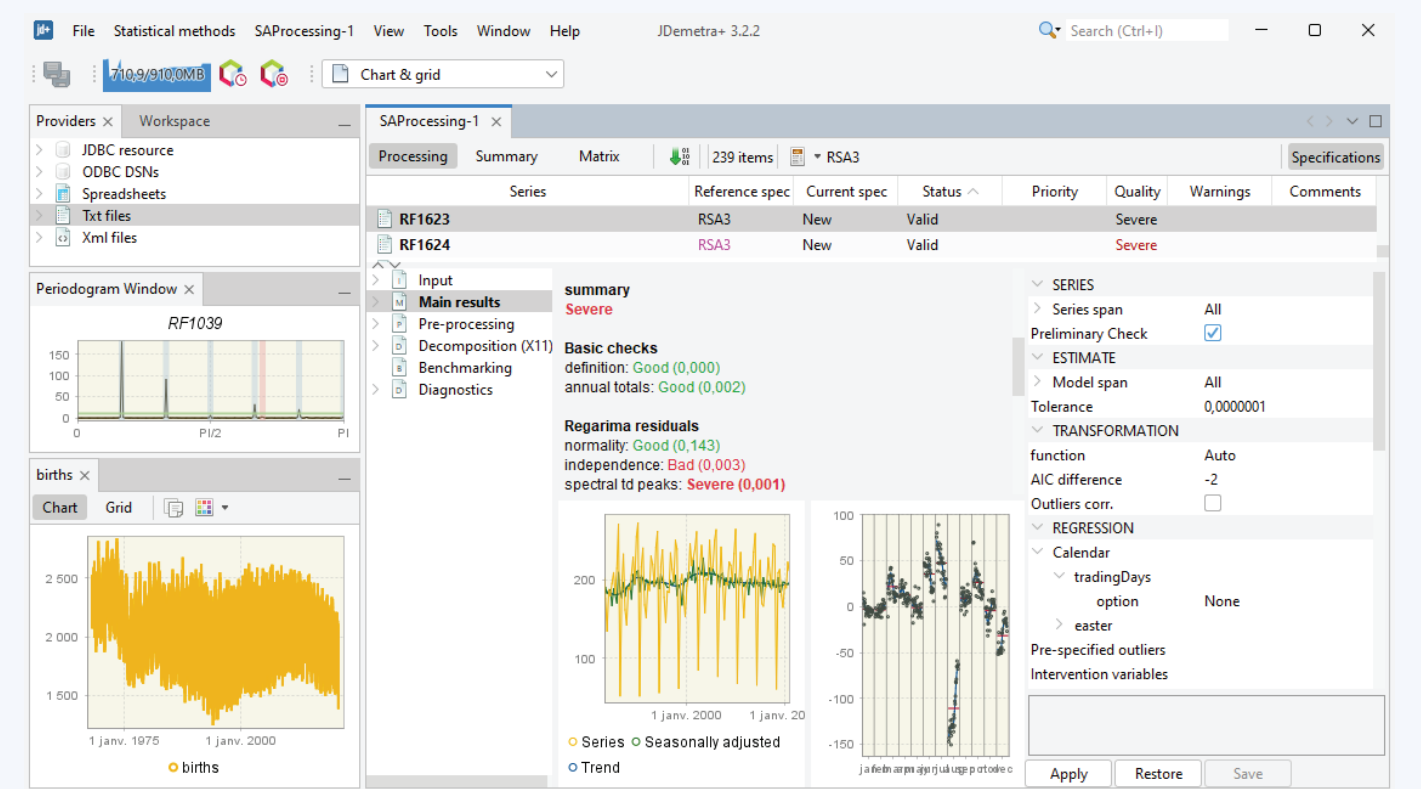 jd+ File Statistical methods SAProcessing-1 View Tools Window Help JDemetra+ 3.2.2 Search (Ctrl+I)
710,9/910,0MB Chart & grid
Providers Workspace
JDBC resource
ODBC DSNs
Spreadsheets
Txt files
Xml files
Periodogram Window
RF1039
150
100
50
0
0 PI/2 PI
births
Chart Grid
2 500
2 000
1 500
1 janv. 1975 1 janv. 2000
births
SAProcessing-1
Processing Summary Matrix 239 items RSA3 Specifications
Series Reference spec Current spec Status Priority Quality Warnings Comments
RF1623 RSA3 New Valid Severe
RF1624 RSA3 New Valid Severe
Input
Main results
Pre-processing
Decomposition (X11)
Benchmarking
Diagnostics
summary
Severe
Basic checks
definition: Good (0,000)
annual totals: Good (0,002)
Regarima residuals
normality: Good (0,143)
independence: Bad (0,003)
spectral td peaks: Severe (0,001)
200
100
1 janv. 2000 1 janv. 20
Series Seasonally adjusted
Trend
100
50
0
-50
-100
-150
SERIES
Series span All
Preliminary Check
ESTIMATE
Model span All
Tolerance 0,0000001
TRANSFORMATION
function Auto
AIC difference -2
Outliers corr.
REGRESSION
Calendar
tradingDays
option None
easter
Pre-specified outliers
Intervention variables
Apply Restore Save